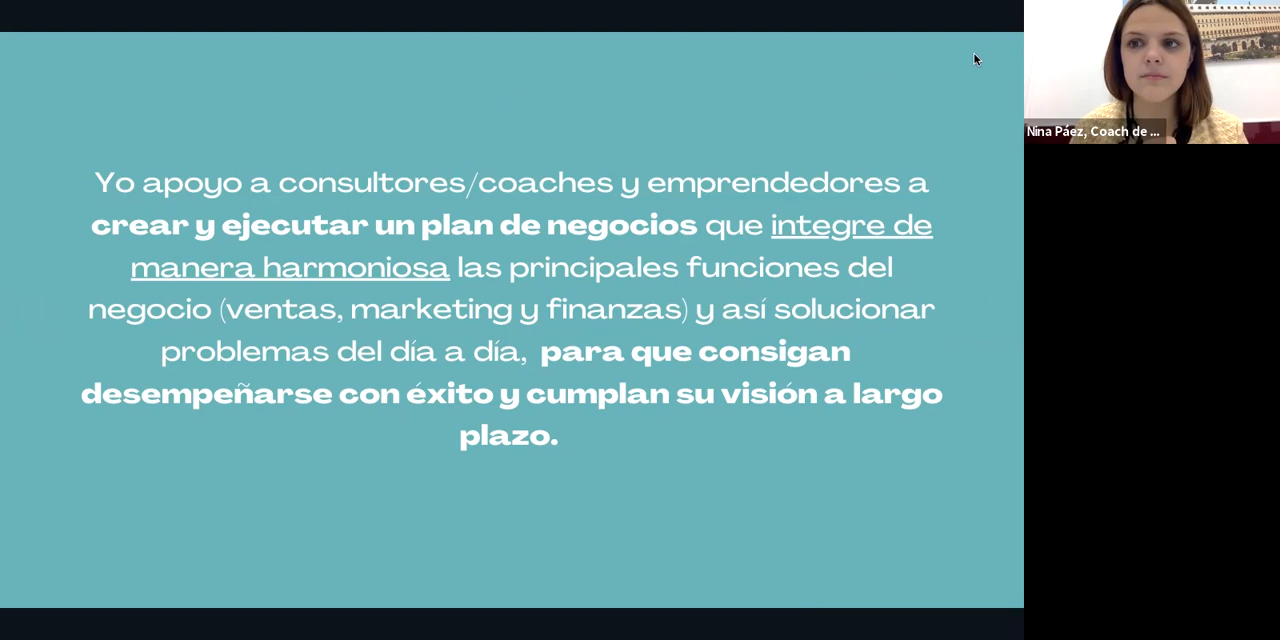 Yo apoyo a consultores/coaches y emprendedores a
crear y ejecutar un plan de negocios que integre de
manera harmoniosa las principales funciones del
negocio (ventas, marketing y finanzas) y así solucionar
problemas del día a día, para que consigan
desempeñarse con éxito y cumplan su visión a largo
plazo.
Nina Páez, Coach de ...